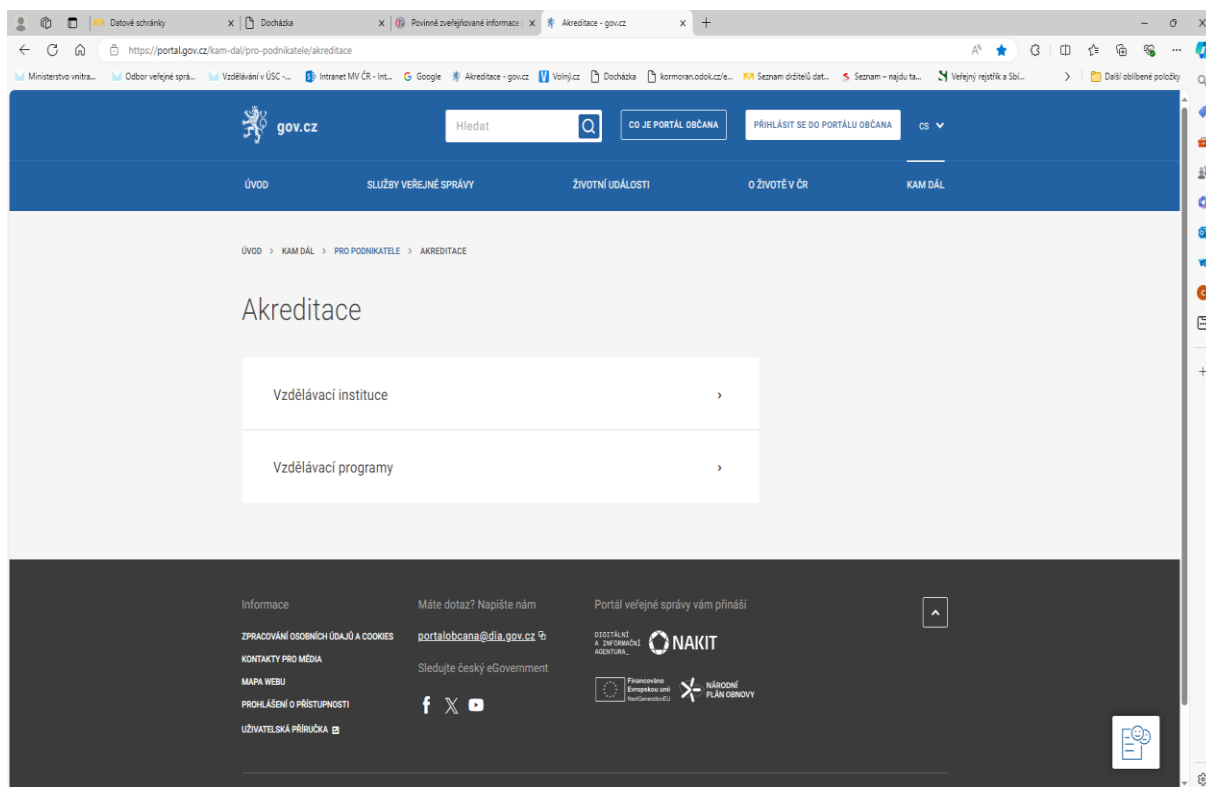 Datové schránky
Docházka
Povinně zveřejňované informace
Akreditace - gov.cz
https://portal.gov.cz/kam-dal/pro-podnikatele/akreditace
Ministerstvo vnitra...
Odbor veřejné sprá...
Vzdělávání v ÚSC -...
Intranet MV ČR - Int...
Google
Akreditace - gov.cz
Volný.cz
Docházka
kormoran.odok.cz/e...
Seznam držitelů dat...
Seznam – najdu ta...
Veřejný rejstřík a Sbí...
Další oblíbené položky
gov.cz
Hledat
CO JE PORTÁL OBČANA
PŘIHLÁSIT SE DO PORTÁLU OBČANA
CS
ÚVOD
SLUŽBY VEŘEJNÉ SPRÁVY
ŽIVOTNÍ UDÁLOSTI
O ŽIVOTĚ V ČR
KAM DÁL
ÚVOD > KAM DÁL > PRO PODNIKATELE > AKREDITACE
Akreditace
Vzdělávací instituce
Vzdělávací programy
Informace
ZPRACOVÁNÍ OSOBNÍCH ÚDAJŮ A COOKIES
KONTAKTY PRO MÉDIA
MAPA WEBU
PROHLÁŠENÍ O PŘÍSTUPNOSTI
UŽIVATELSKÁ PŘÍRUČKA
Máte dotaz? Napište nám
portalobcana@dia.gov.cz
Sledujte český eGovernment
Portál veřejné správy vám přináší
DIGITÁLNÍ
A INFORMAČNÍ
AGENTURA_
NAKIT
Financováno
Evropskou unií
NextGenerationEU
NÁRODNÍ
PLÁN OBNOVY